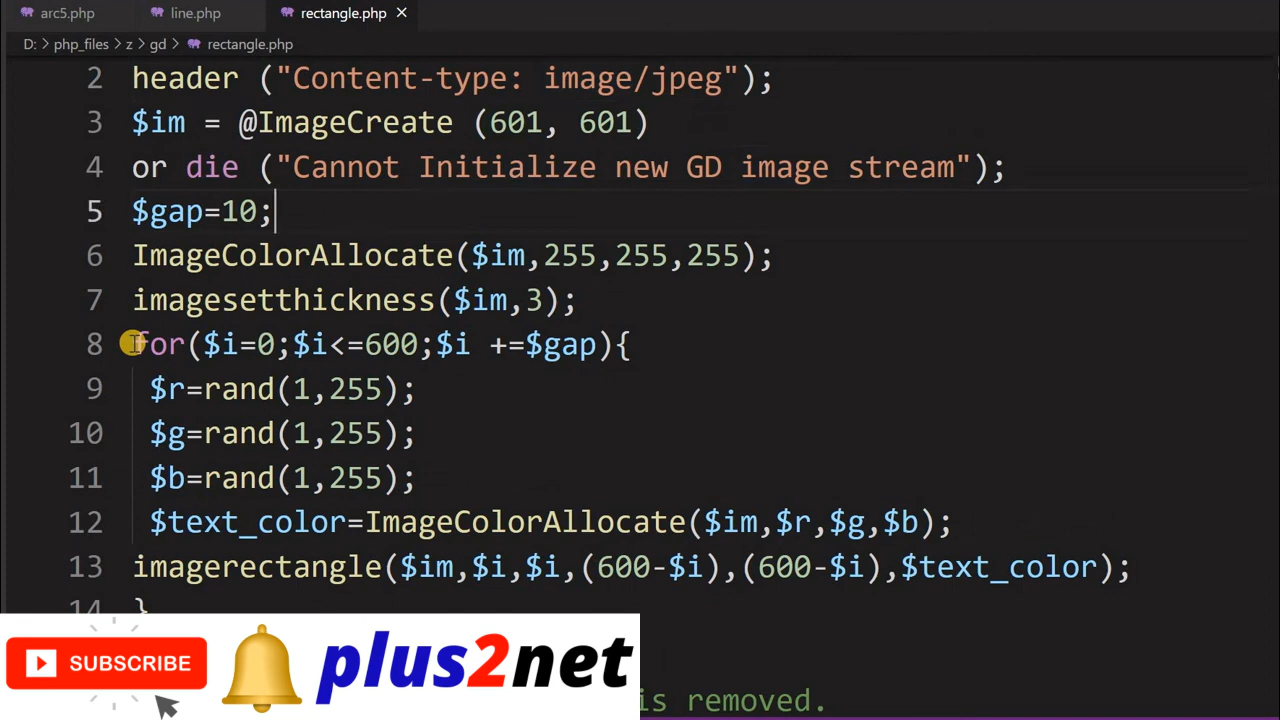 arc5.php line.php rectangle.php
D: > php_files > z > gd > rectangle.php
2 header ("Content-type: image/jpeg");
3 $im = @ImageCreate (601, 601)
4 or die ("Cannot Initialize new GD image stream");
5 $gap=10;
6 ImageColorAllocate($im,255,255,255);
7 imagesetthickness($im,3);
8 for($i=0;$i<=600;$i +=$gap){
9 $r=rand(1,255);
10 $g=rand(1,255);
11 $b=rand(1,255);
12 $text_color=ImageColorAllocate($im,$r,$g,$b);
13 imagerectangle($im,$i,$i,(600-$i),(600-$i),$text_color);
14 }
SUBSCRIBE plus2net
is removed.